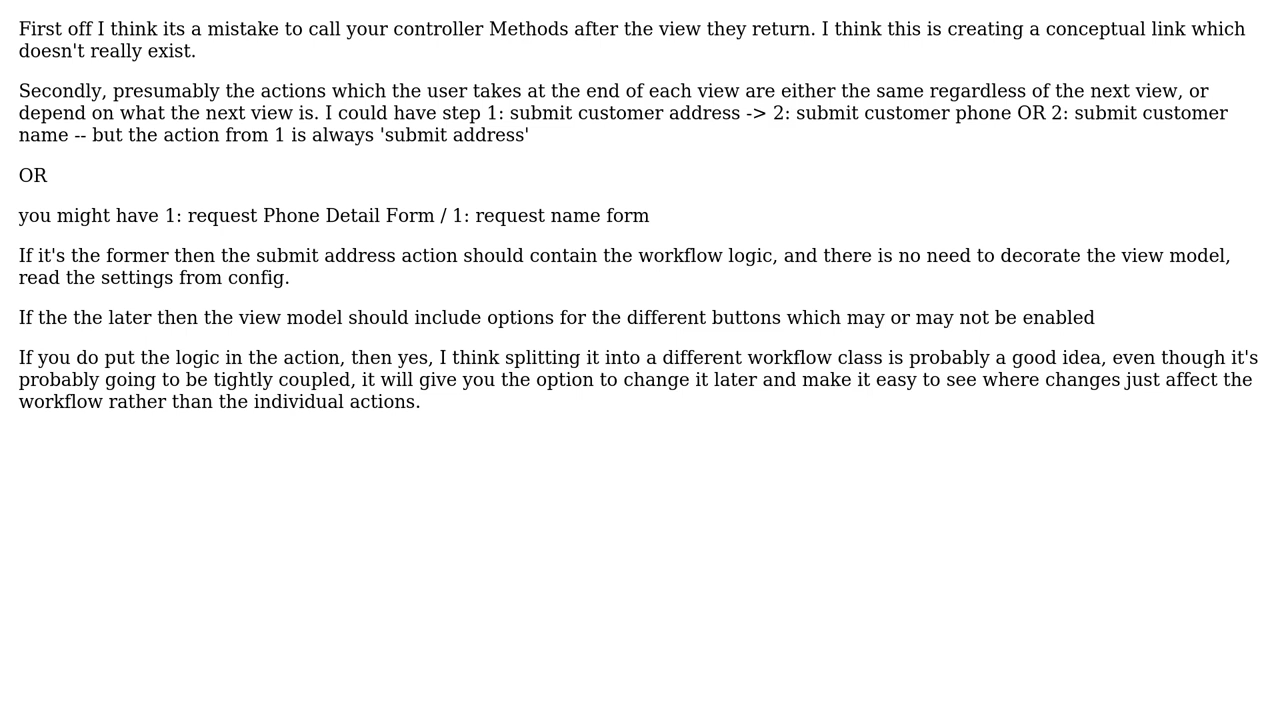 First off I think its a mistake to call your controller Methods after the view they return. I think this is creating a conceptual link which
doesn't really exist.
Secondly, presumably the actions which the user takes at the end of each view are either the same regardless of the next view, or
depend on what the next view is. I could have step 1: submit customer address -> 2: submit customer phone OR 2: submit customer
name -- but the action from 1 is always 'submit address'
OR
you might have 1: request Phone Detail Form / 1: request name form
If it's the former then the submit address action should contain the workflow logic, and there is no need to decorate the view model,
read the settings from config.
If the the later then the view model should include options for the different buttons which may or may not be enabled
If you do put the logic in the action, then yes, I think splitting it into a different workflow class is probably a good idea, even though it's
probably going to be tightly coupled, it will give you the option to change it later and make it easy to see where changes just affect the
workflow rather than the individual actions.